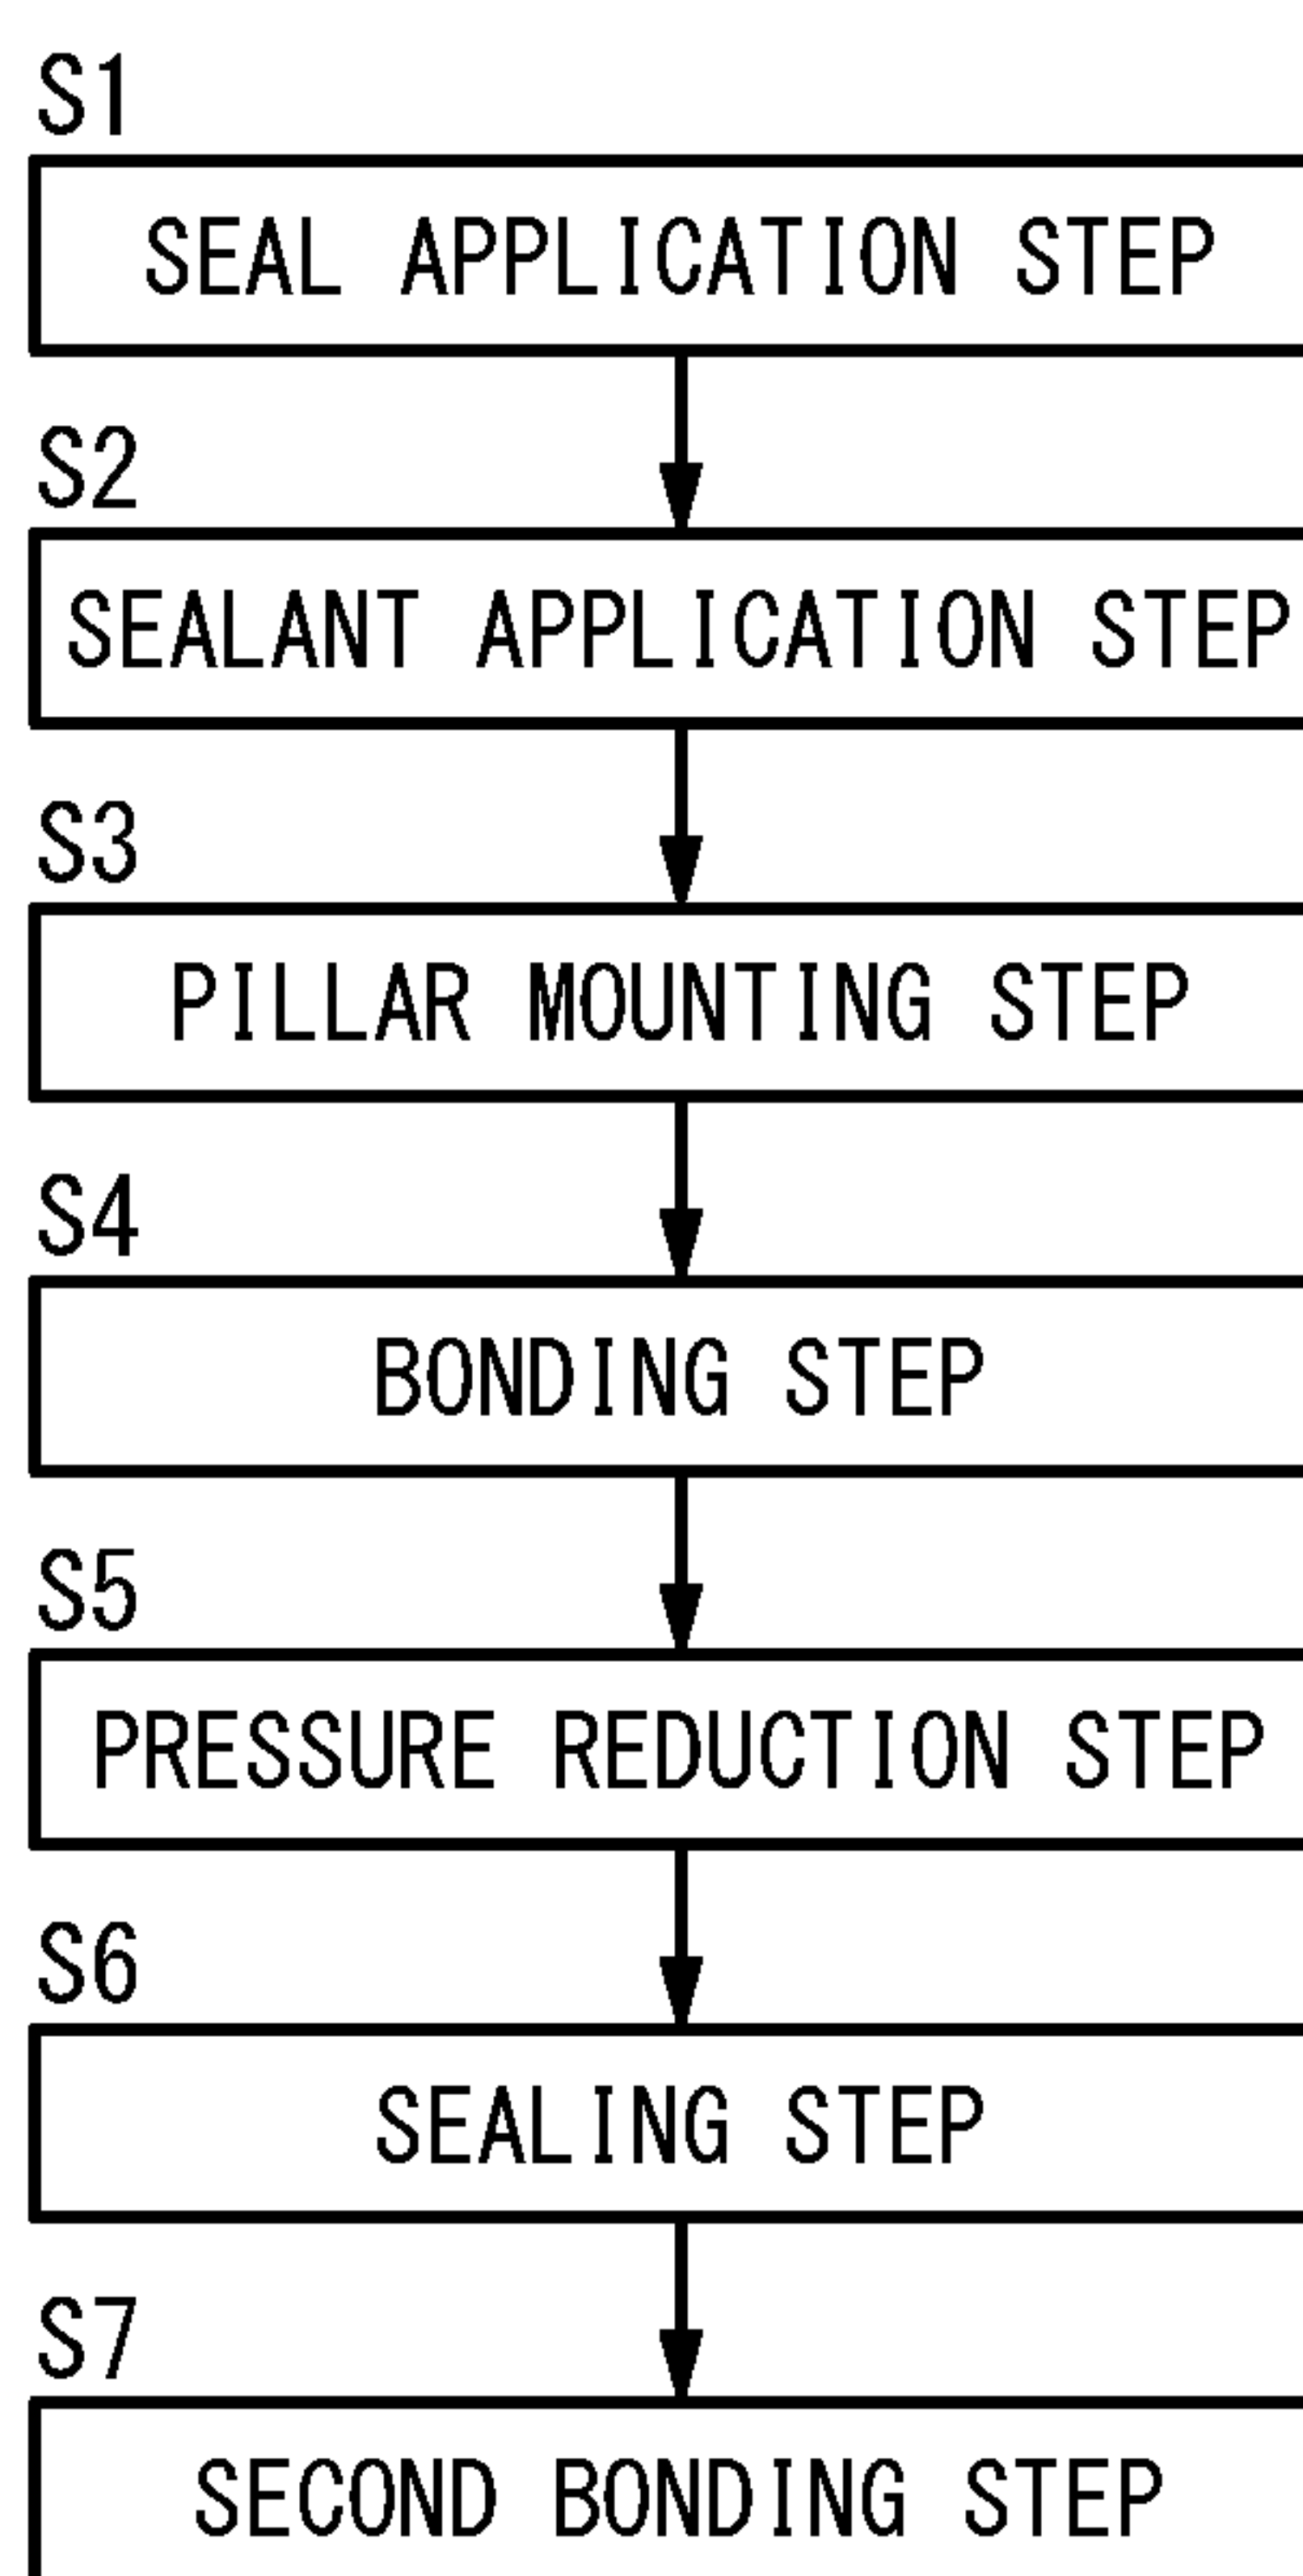 S1
SEAL APPLICATION STEP
S2
SEALANT APPLICATION STEP
S3
PILLAR MOUNTING STEP
S4
BONDING STEP
S5
PRESSURE REDUCTION STEP
S6
SEALING STEP
S7
SECOND BONDING STEP